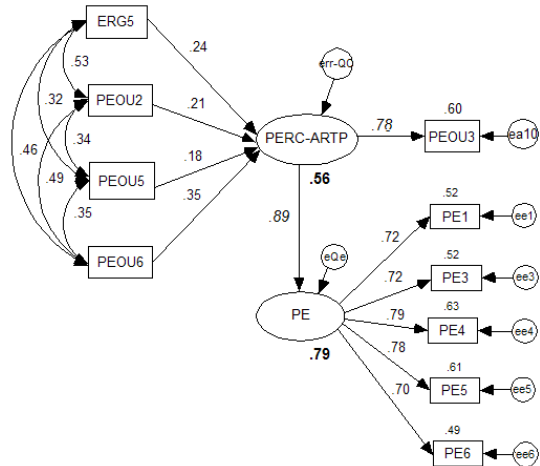 ERG5
.24
err-QO
.53
.60
PEOU2
.21
.32
PERC-ARTP
.78
PEOU3
ea10
.34
.18
.46
.56
.49
PEOU5
.35
.52
.35
.89
PE1
ee1
.72
PEOU6
eQe
.52
.72
PE3
ee3
.63
PE
.79
PE4
ee4
.78
.79
.61
.70
PE5
ee5
.49
PE6
ee6